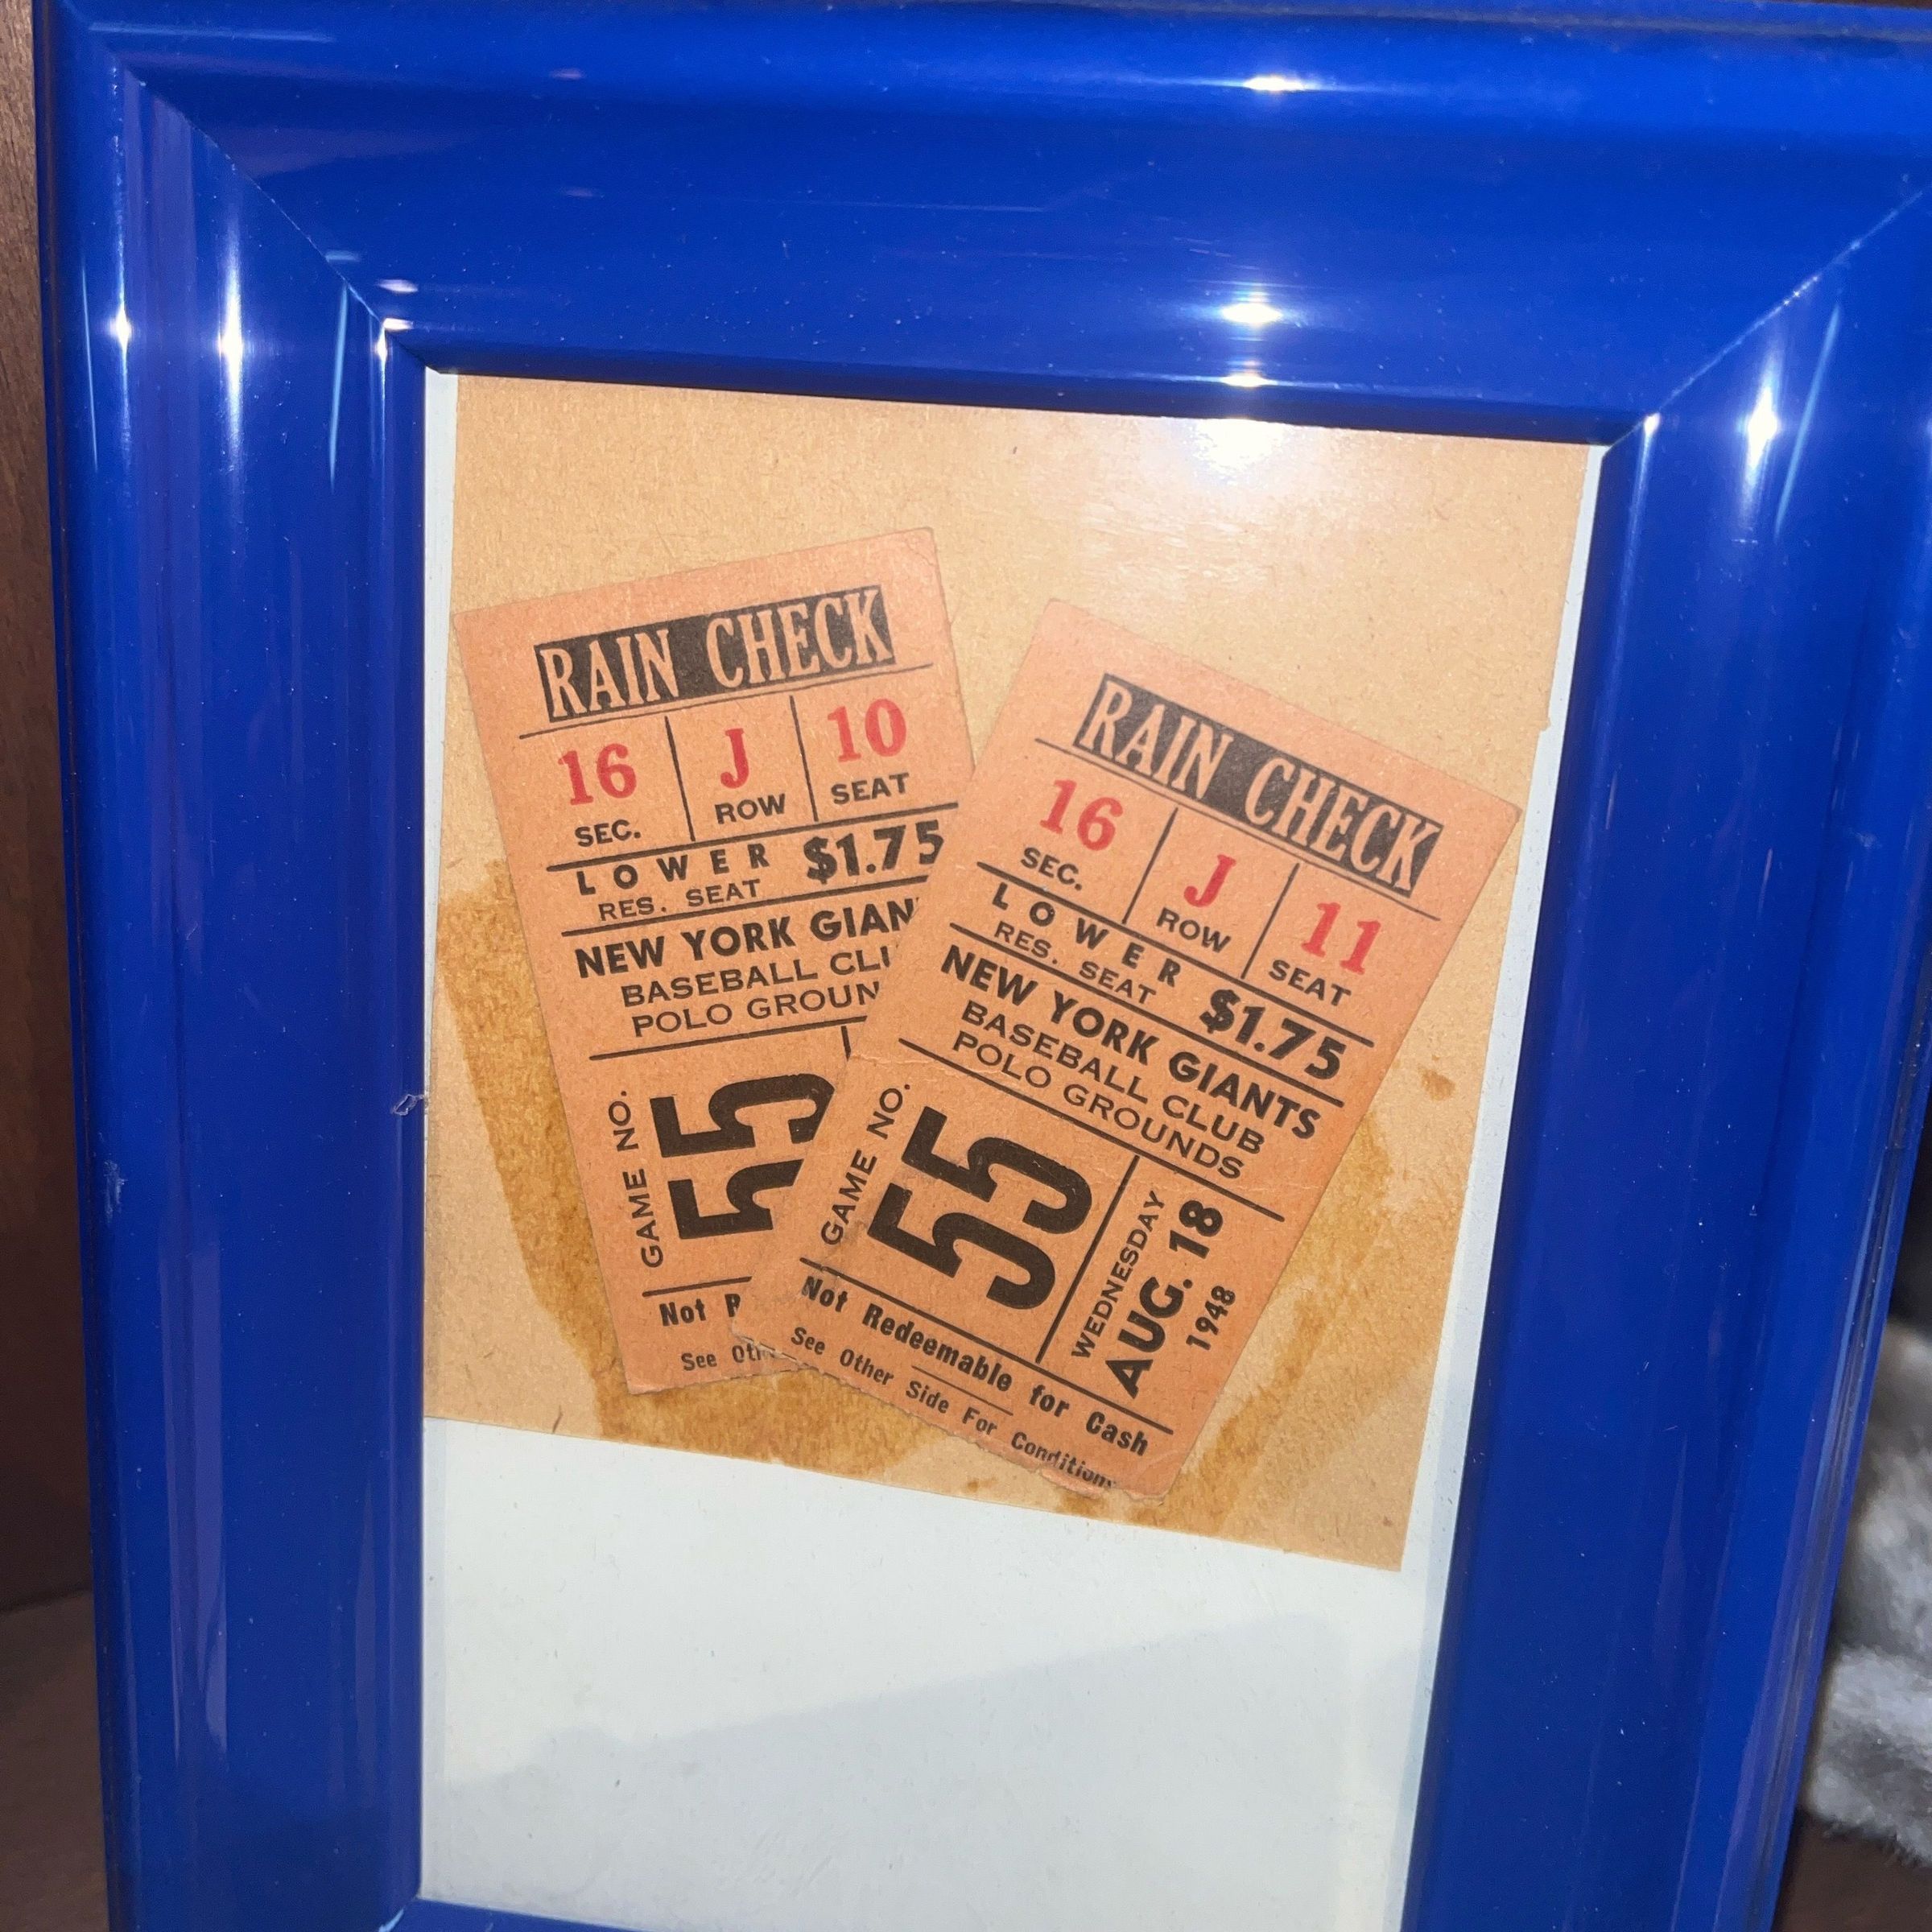 RAIN CHECK
16 J 10
SEC. ROW SEAT
LOWER $1.75
RES. SEAT
NEW YORK GIAN
BASEBALL CLU
POLO GROUN
GAME NO. 55
Not R
See Oth
RAIN CHECK
16 J 11
SEC. ROW SEAT
LOWER $1.75
RES. SEAT
NEW YORK GIANTS
BASEBALL CLUB
POLO GROUNDS
GAME NO. 55
WEDNESDAY
AUG. 18
1948
Not Redeemable for Cash
See Other Side For Conditions